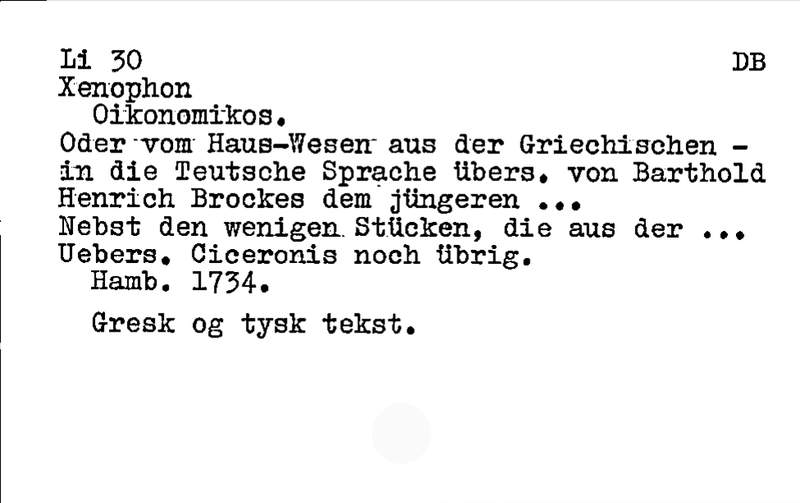 Li 30 DB
Xenophon
Oikonomikos.
Oder vom Haus-Wesen aus der Griechischen -
in die Teutsche Sprache übers. von Barthold
Henrich Brockes dem jüngeren ...
Nebst den wenigen Stücken, die aus der ...
Uebers. Ciceronis noch übrig.
Hamb. 1734.
Gresk og tysk tekst.